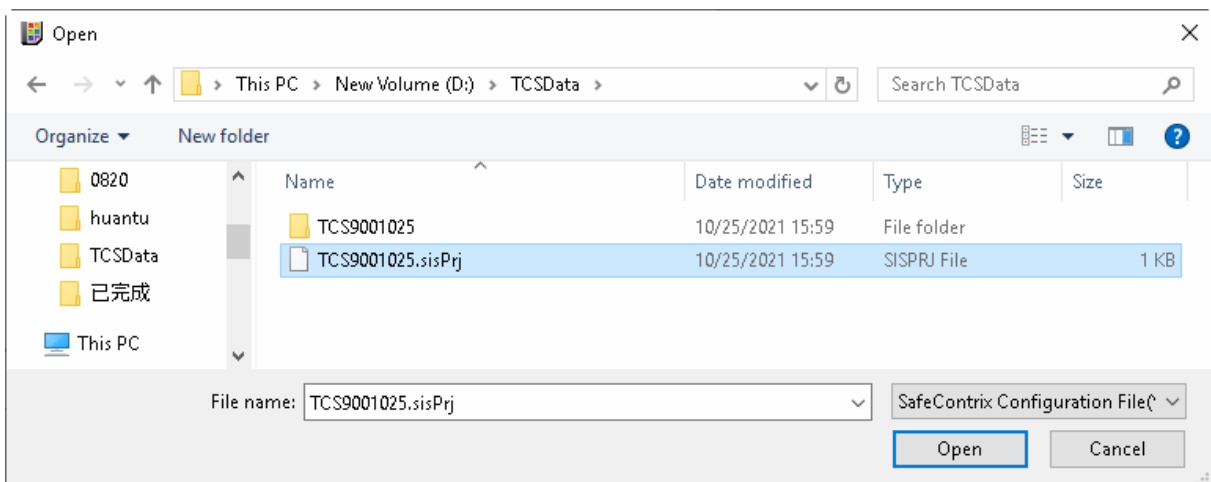 Open
This PC > New Volume (D:) > TCSData >
Search TCSData
Organize
New folder
0820
huantu
TCSData
已完成
This PC
Name Date modified Type Size
TCS9001025 10/25/2021 15:59 File folder
TCS9001025.sisPrj 10/25/2021 15:59 SISPRJ File 1 KB
File name: TCS9001025.sisPrj
SafeContrix Configuration File(*
Open Cancel